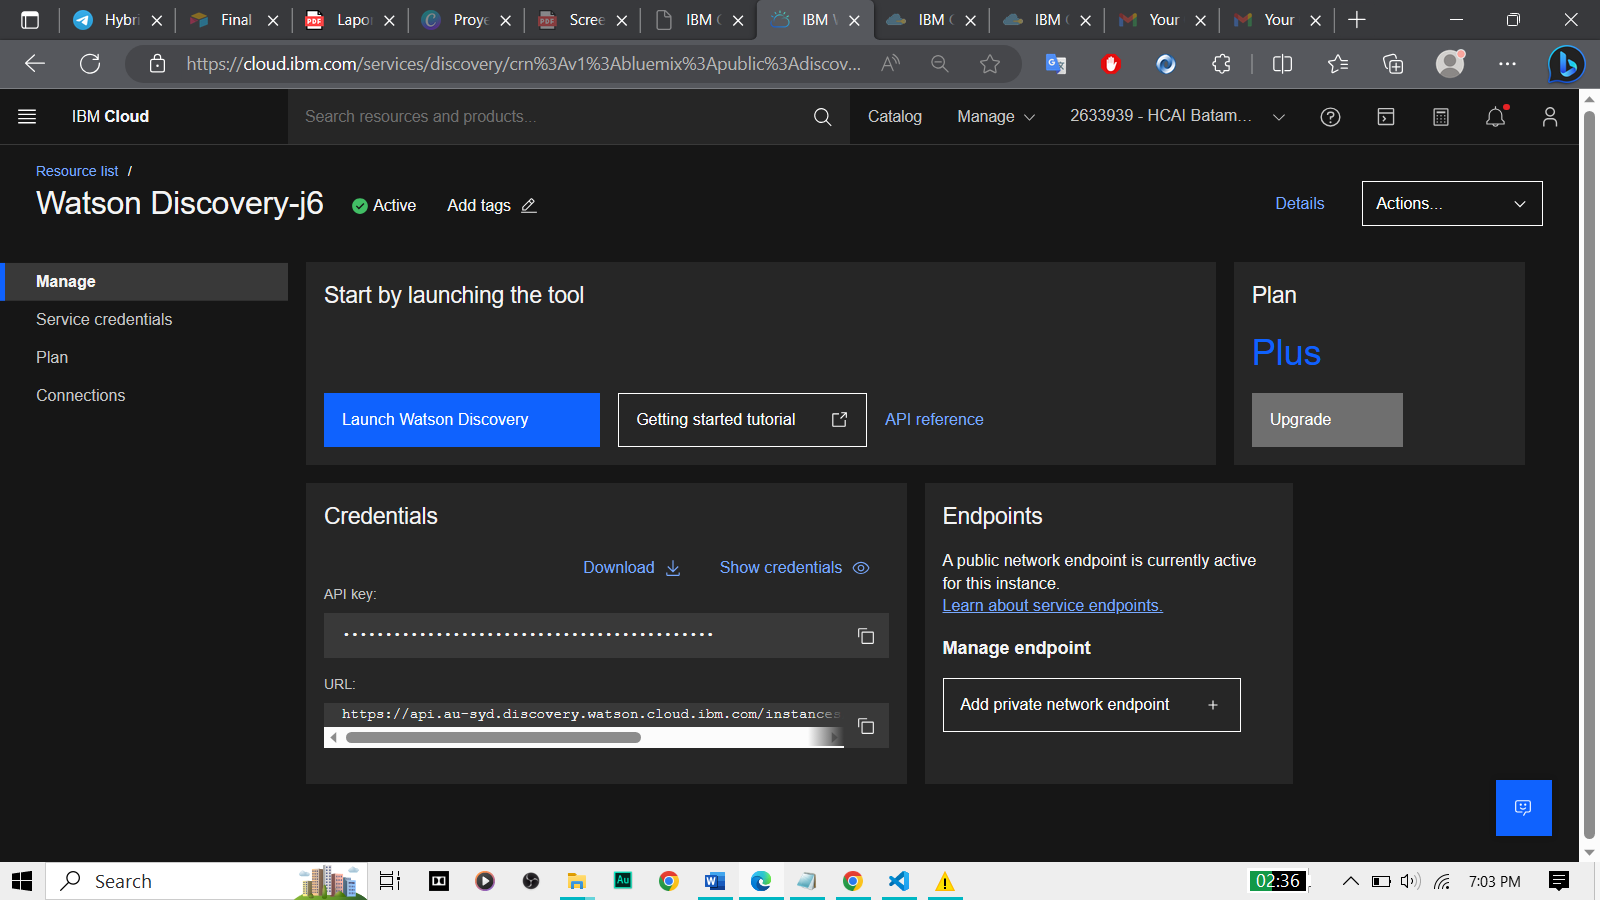 Hybri
Final
Lapo
Proye
Scree
IBM C
IBM W
IBM C
IBM C
Your
Your
https://cloud.ibm.com/services/discovery/crn%3Av1%3Abluemix%3Apublic%3Adiscov...
IBM Cloud
Search resources and products...
Catalog
Manage
2633939 - HCAI Batam...
Resource list /
Watson Discovery-j6
Active
Add tags
Details
Actions...
Manage
Service credentials
Plan
Connections
Start by launching the tool
Launch Watson Discovery
Getting started tutorial
API reference
Plan
Plus
Upgrade
Credentials
Download
Show credentials
API key:
••••••••••••••••••••••••••••••••••••••••••••
URL:
https://api.au-syd.discovery.watson.cloud.ibm.com/instances
Endpoints
A public network endpoint is currently active
for this instance.
Learn about service endpoints.
Manage endpoint
Add private network endpoint +
Search
02:36
7:03 PM